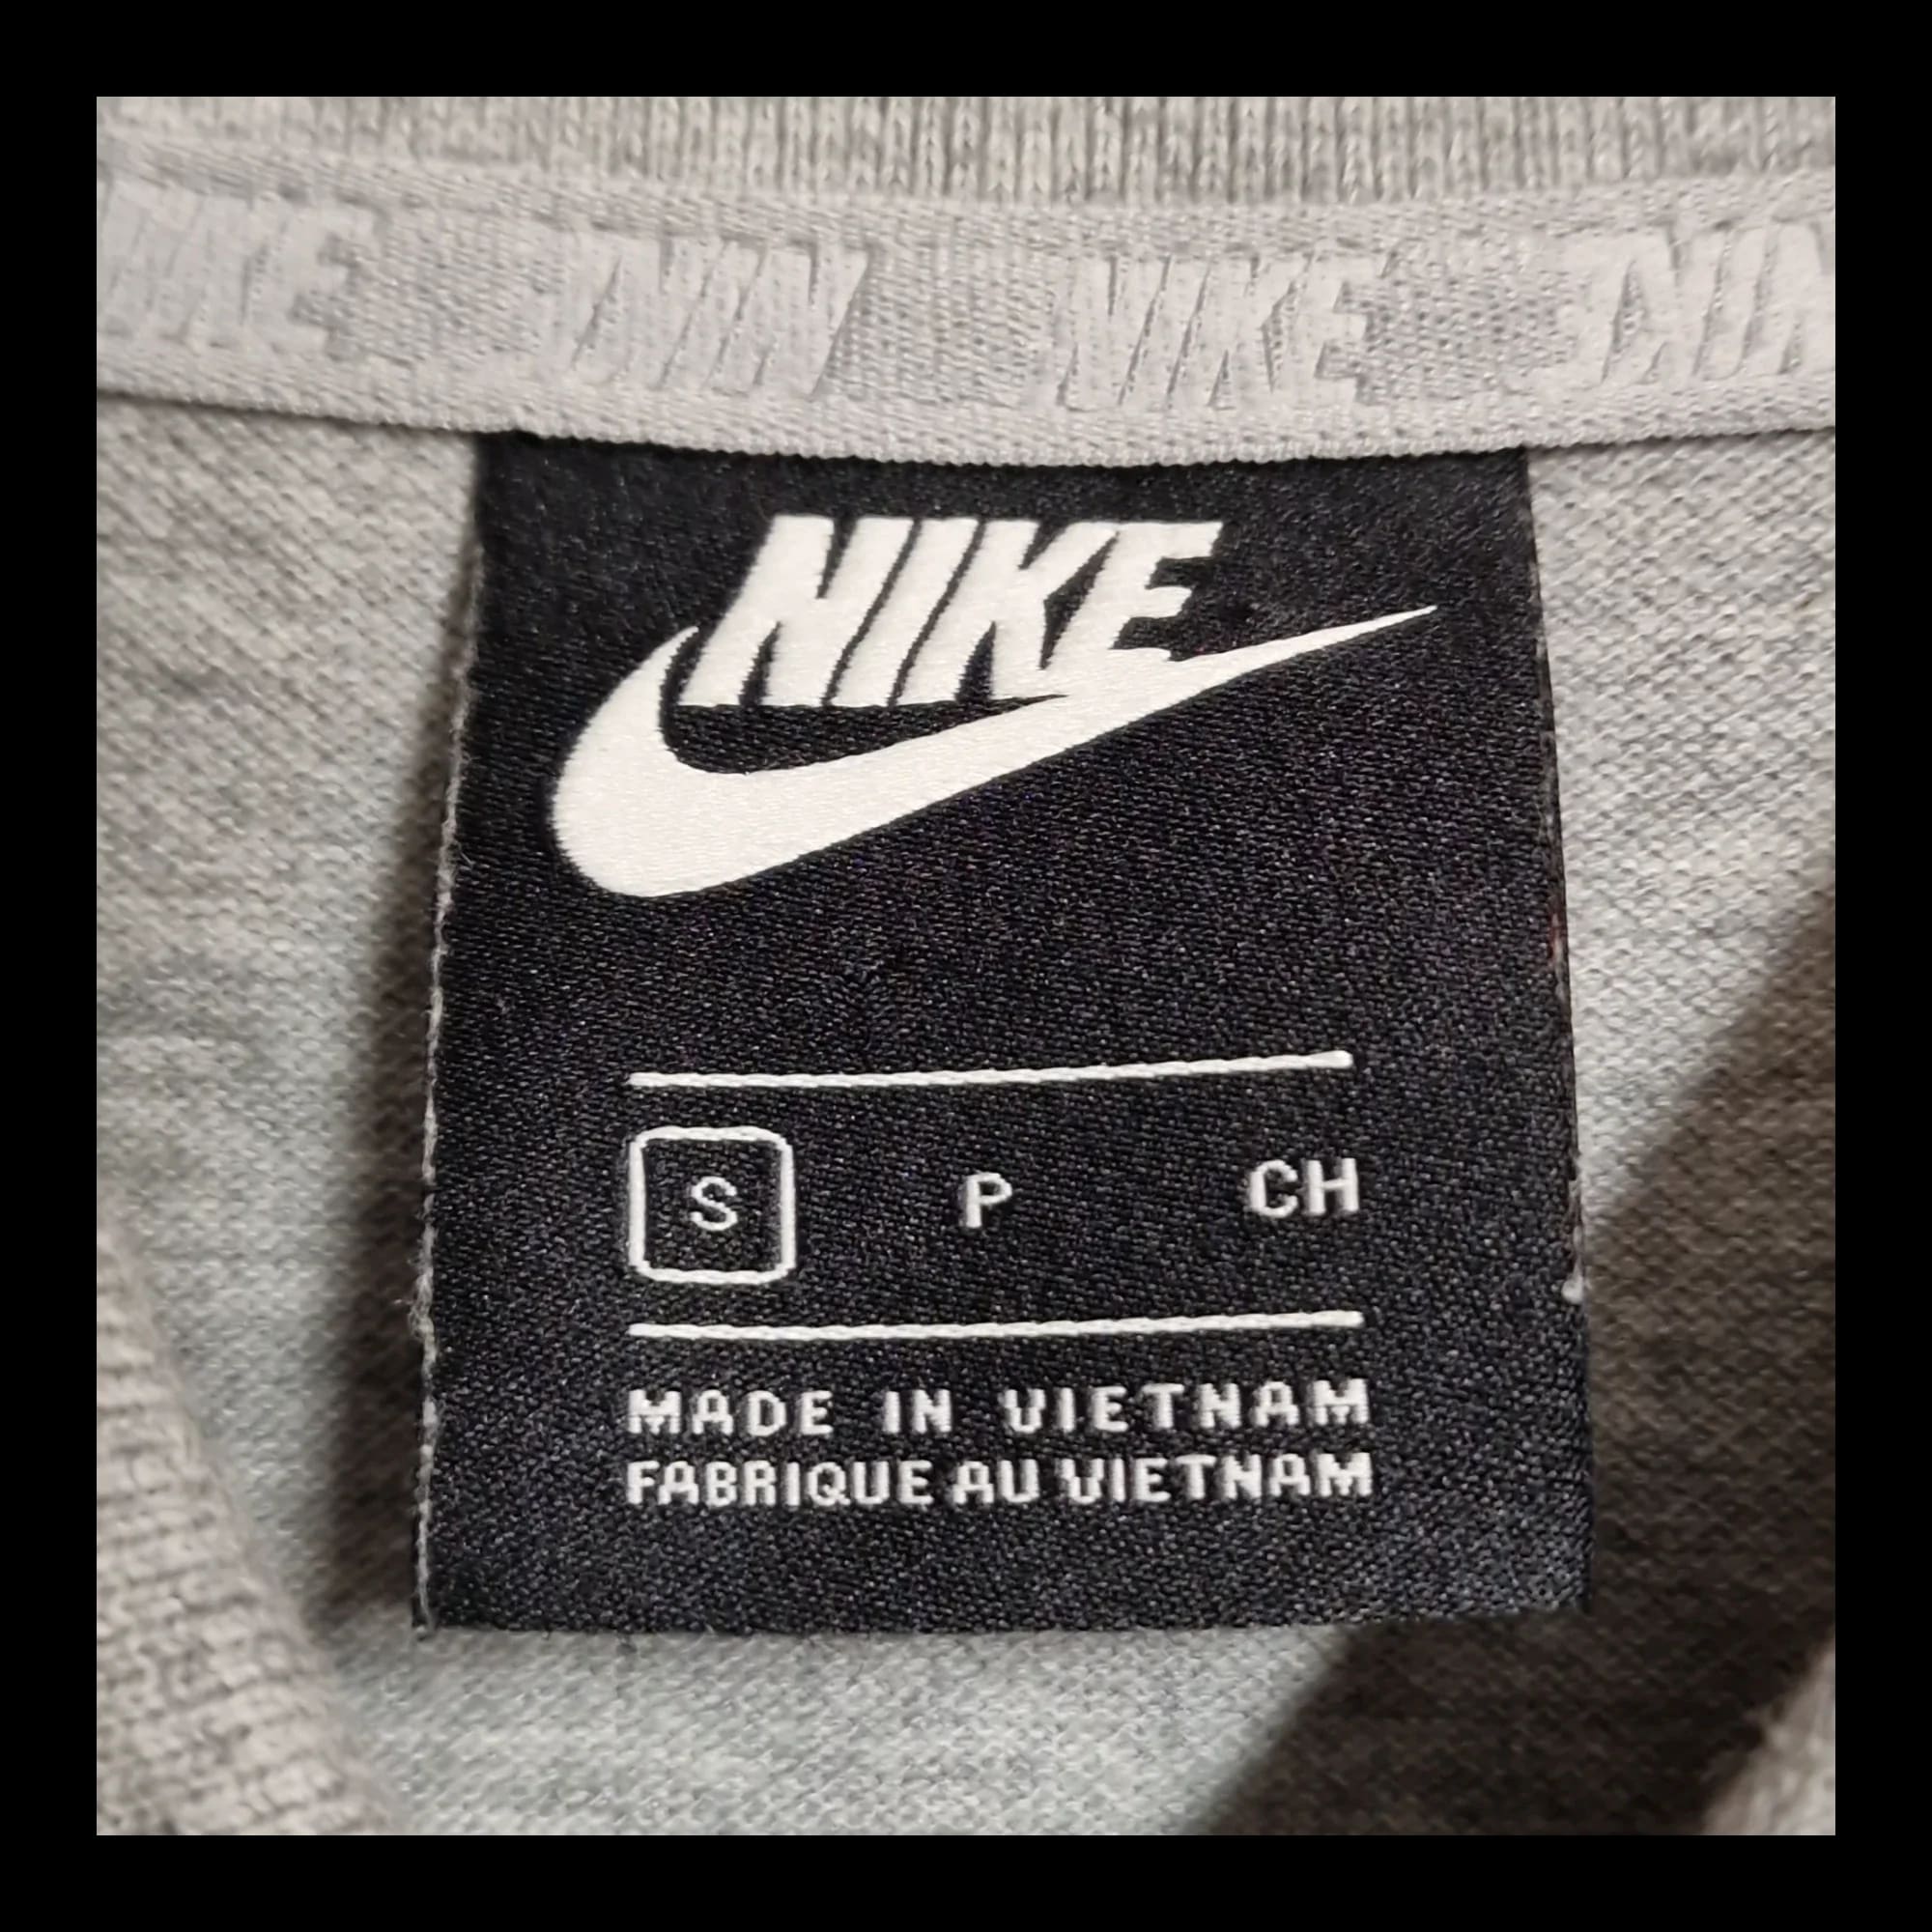 NIKE NIKE
NIKE
S P CH
MADE IN VIETNAM
FABRIQUE AU VIETNAM